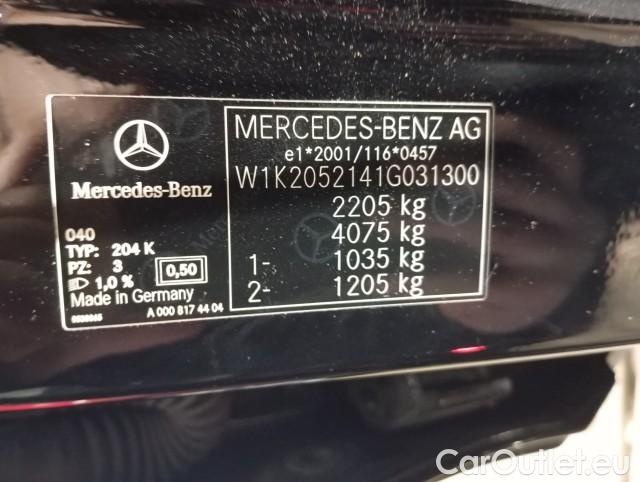 Mercedes-Benz
040
TYP: 204 K
PZ: 3
1,0 %
0,50
Made in Germany
A 000 817 44 04
MERCEDES-BENZ AG
e1*2001/116*0457
W1K2052141G031300
2205 kg
4075 kg
1- 1035 kg
2- 1205 kg
CarOutlet.eu